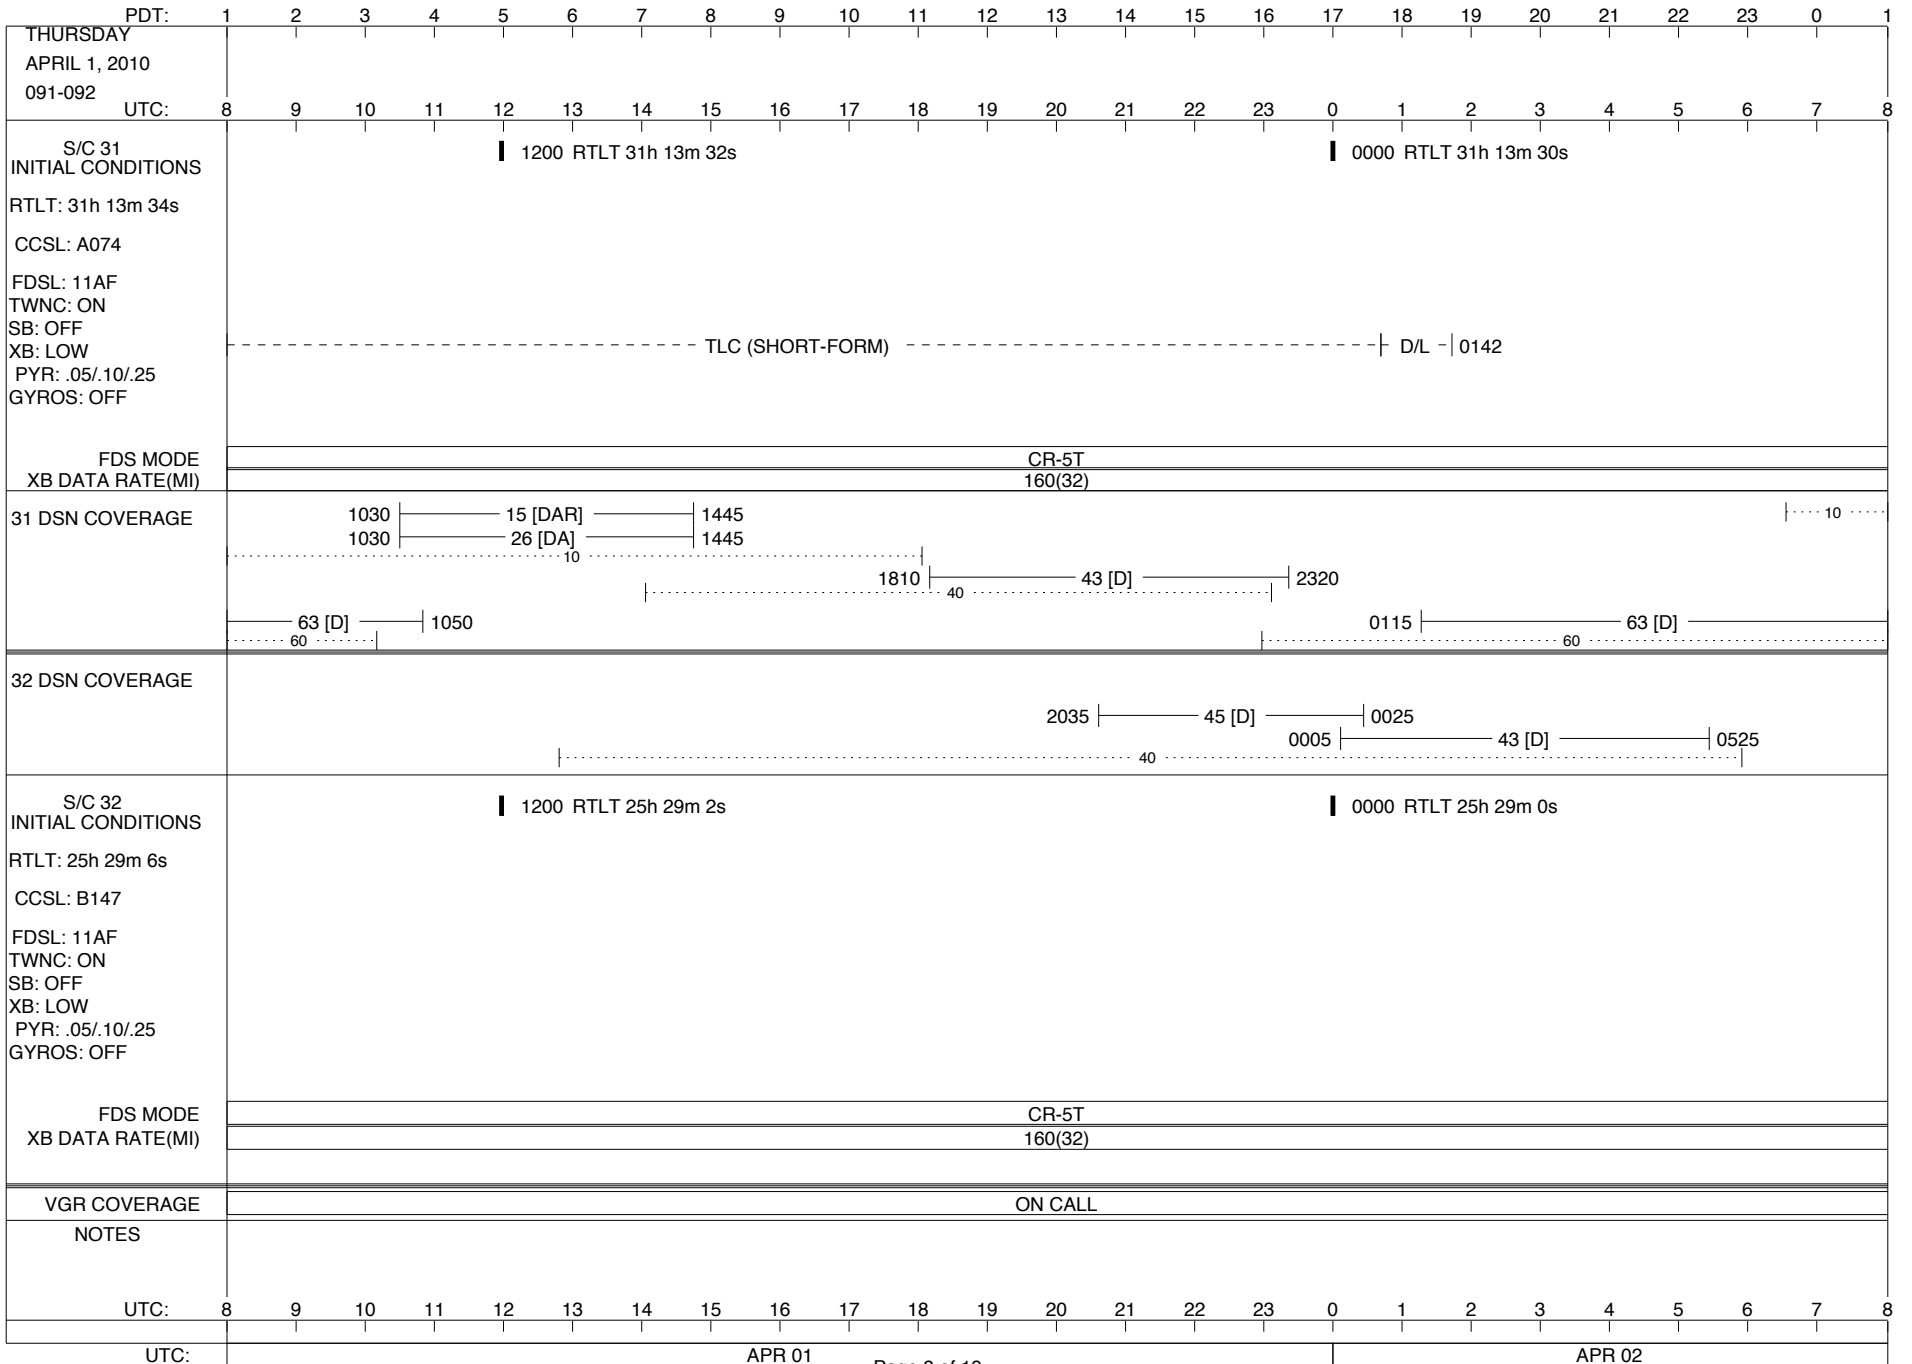 PDT: 1 2 3 4 5 6 7 8 9 10 11 12 13 14 15 16 17 18 19 20 21 22 23 0 1
THURSDAY
APRIL 1, 2010
091-092
UTC: 8 9 10 11 12 13 14 15 16 17 18 19 20 21 22 23 0 1 2 3 4 5 6 7 8
S/C 31
INITIAL CONDITIONS
1200 RTLT 31h 13m 32s 0000 RTLT 31h 13m 30s
RTLT: 31h 13m 34s
CCSL: A074
FDSL: 11AF
TWNC: ON
SB: OFF
XB: LOW
TLC (SHORT-FORM) D/L 0142
PYR: .05/.10/.25
GYROS: OFF
FDS MODE CR-5T
XB DATA RATE(MI) 160(32)
31 DSN COVERAGE
1030 15 [DAR] 1445 10
1030 26 [DA] 1445
10
1810 43 [D] 2320
40
63 [D] 1050 0115 63 [D]
60 60
32 DSN COVERAGE
2035 45 [D] 0025
0005 43 [D] 0525
40
S/C 32
INITIAL CONDITIONS
1200 RTLT 25h 29m 2s 0000 RTLT 25h 29m 0s
RTLT: 25h 29m 6s
CCSL: B147
FDSL: 11AF
TWNC: ON
SB: OFF
XB: LOW
PYR: .05/.10/.25
GYROS: OFF
FDS MODE CR-5T
XB DATA RATE(MI) 160(32)
VGR COVERAGE ON CALL
NOTES
UTC: 8 9 10 11 12 13 14 15 16 17 18 19 20 21 22 23 0 1 2 3 4 5 6 7 8
UTC: APR 01 APR 02